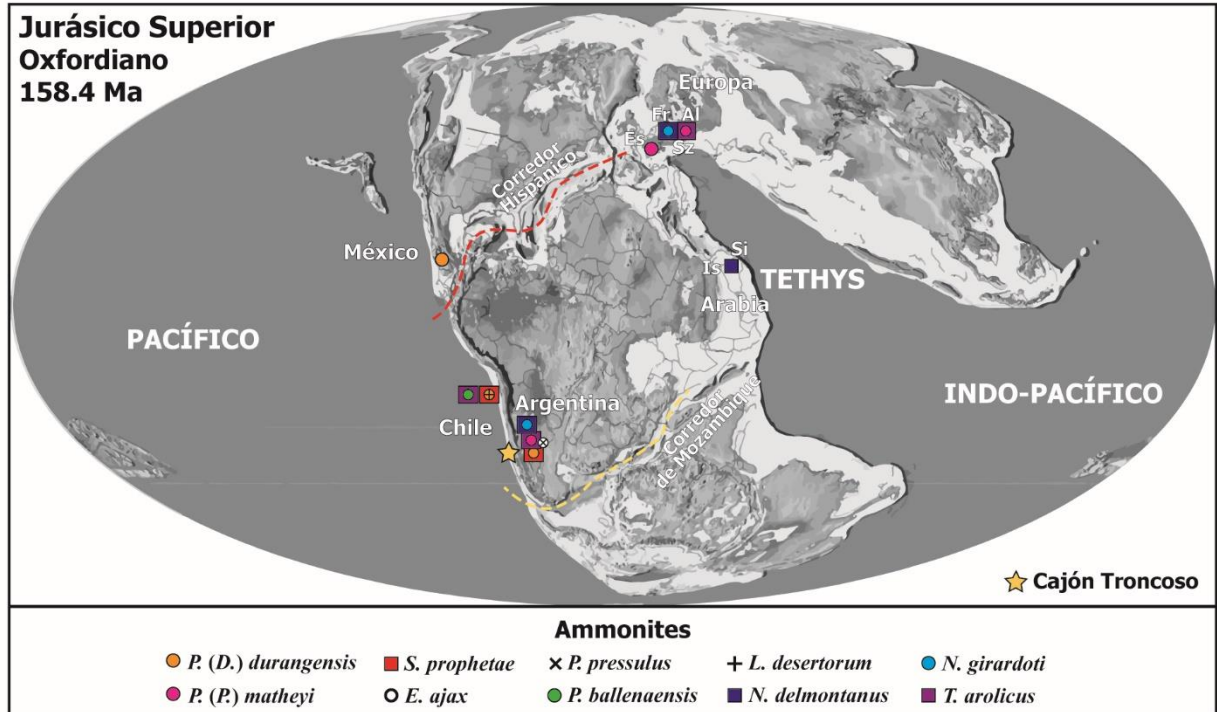 Jurásico Superior
Oxfordiano
158.4 Ma
Europa
Fr Al
Es
Sz
Corredor
Hispánico
México
Si
Is
TETHYS
Arabia
PACÍFICO
INDO-PACÍFICO
Argentina
Chile
Corredor
de Mozambique
Cajón Troncoso
Ammonites
P. (D.) durangensis S. prophetae P. pressulus L. desertorum N. girardoti
P. (P.) matheyi E. ajax P. ballenaensis N. delmontanus T. arolicus